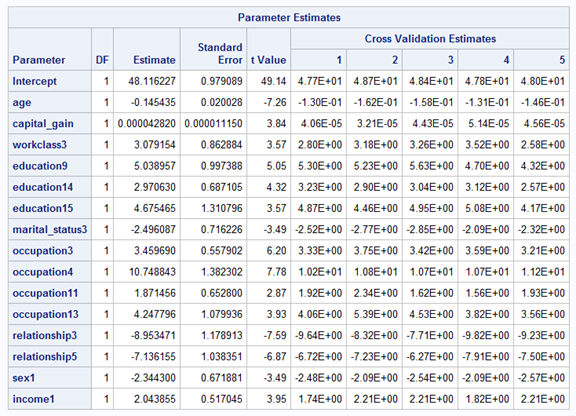 Parameter Estimates
Cross Validation Estimates
Parameter DF Estimate Standard Error t Value 1 2 3 4 5
Intercept 1 48.116227 0.979089 49.14 4.77E+01 4.87E+01 4.84E+01 4.78E+01 4.80E+01
age 1 -0.145435 0.020028 -7.26 -1.30E-01 -1.62E-01 -1.58E-01 -1.31E-01 -1.46E-01
capital_gain 1 0.000042820 0.000011150 3.84 4.06E-05 3.21E-05 4.43E-05 5.14E-05 4.56E-05
workclass3 1 3.079154 0.862884 3.57 2.80E+00 3.18E+00 3.26E+00 3.52E+00 2.58E+00
education9 1 5.038957 0.997388 5.05 5.30E+00 5.23E+00 5.63E+00 4.70E+00 4.32E+00
education14 1 2.970630 0.687105 4.32 3.23E+00 2.90E+00 3.04E+00 3.12E+00 2.57E+00
education15 1 4.675465 1.310796 3.57 4.87E+00 4.46E+00 4.95E+00 5.08E+00 4.17E+00
marital_status3 1 -2.496087 0.716226 -3.49 -2.52E+00 -2.77E+00 -2.85E+00 -2.09E+00 -2.32E+00
occupation3 1 3.459690 0.557902 6.20 3.33E+00 3.75E+00 3.42E+00 3.59E+00 3.21E+00
occupation4 1 10.748843 1.382302 7.78 1.02E+01 1.08E+01 1.07E+01 1.07E+01 1.12E+01
occupation11 1 1.871456 0.652800 2.87 1.92E+00 2.34E+00 1.62E+00 1.56E+00 1.93E+00
occupation13 1 4.247796 1.079936 3.93 4.06E+00 5.39E+00 4.53E+00 3.82E+00 3.56E+00
relationship3 1 -8.953471 1.178913 -7.59 -9.64E+00 -8.32E+00 -7.71E+00 -9.82E+00 -9.23E+00
relationship5 1 -7.136155 1.038351 -6.87 -6.72E+00 -7.23E+00 -6.27E+00 -7.91E+00 -7.50E+00
sex1 1 -2.344300 0.671881 -3.49 -2.48E+00 -2.09E+00 -2.54E+00 -2.09E+00 -2.57E+00
income1 1 2.043855 0.517045 3.95 1.74E+00 2.21E+00 2.21E+00 1.82E+00 2.21E+00